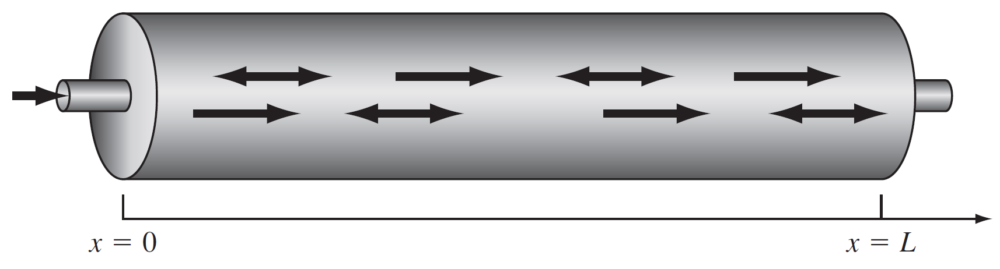 x = 0
x = L